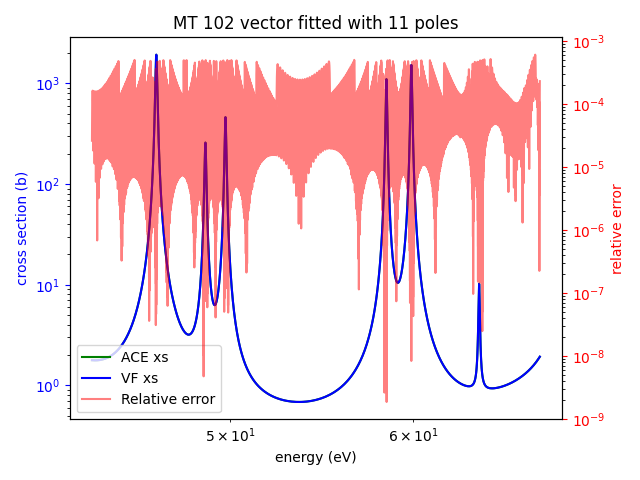 MT 102 vector fitted with 11 poles
10³
10²
10¹
10⁰
cross section (b)
ACE xs
VF xs
Relative error
5 × 10¹
6 × 10¹
energy (eV)
10⁻³
10⁻⁴
10⁻⁵
10⁻⁶
10⁻⁷
10⁻⁸
10⁻⁹
relative error